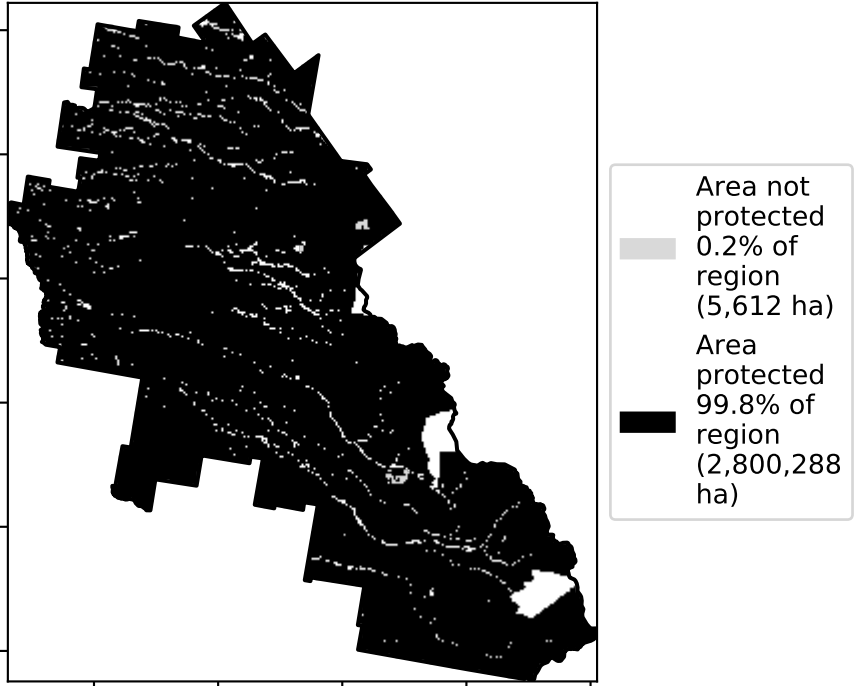 Area not
protected
0.2% of
region
(5,612 ha)
Area
protected
99.8% of
region
(2,800,288
ha)